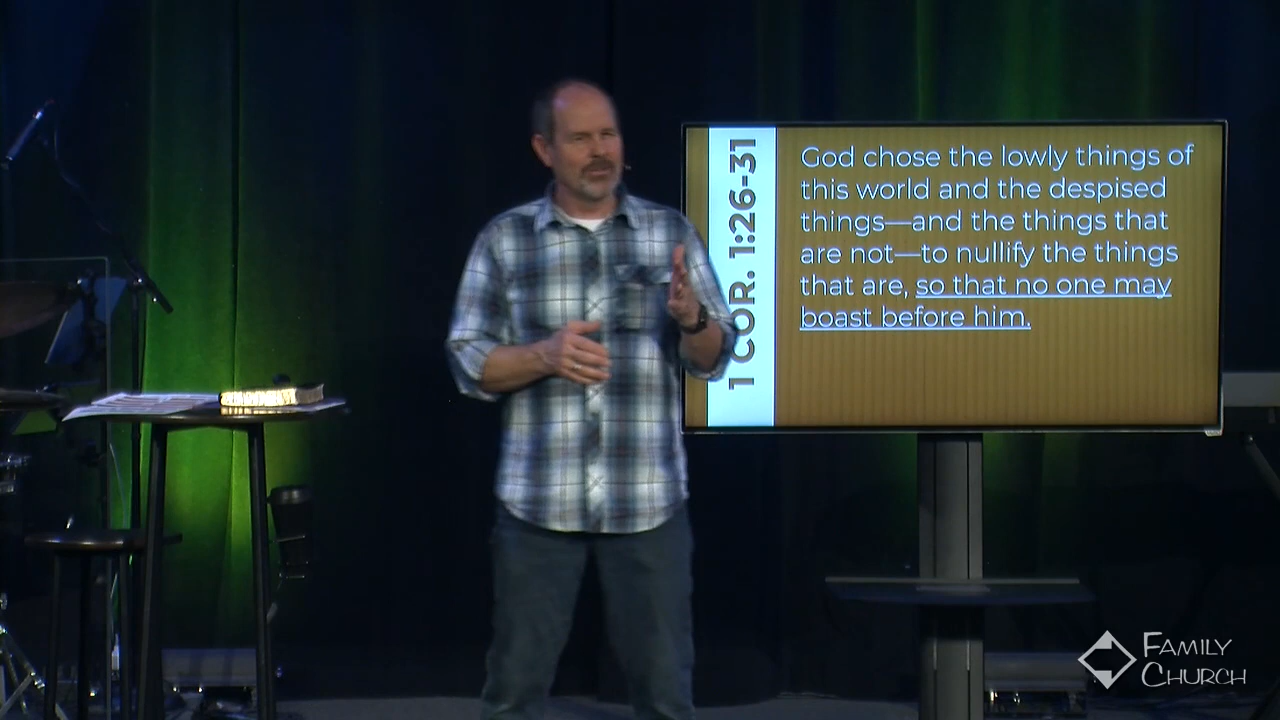 1 COR. 1:26-31
God chose the lowly things of
this world and the despised
things—and the things that
are not—to nullify the things
that are, so that no one may
boast before him.
FAMILY
CHURCH